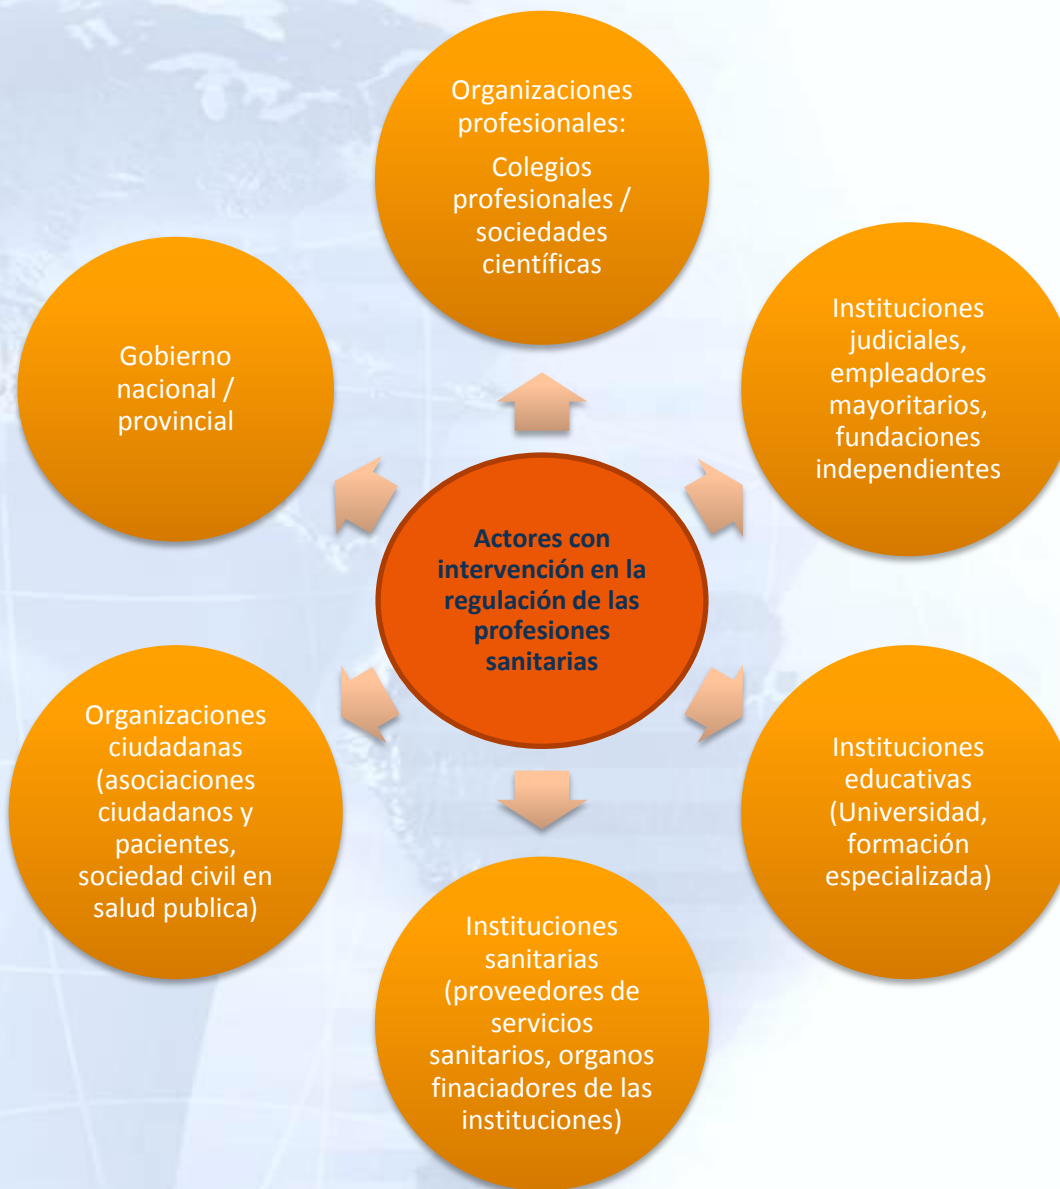 Organizaciones
profesionales:
Colegios
profesionales /
sociedades
científicas
Gobierno
nacional /
provincial
Instituciones
judiciales,
empleadores
mayoritarios,
fundaciones
independientes
Actores con
intervención en la
regulación de las
profesiones
sanitarias
Organizaciones
ciudadanas
(asociaciones
ciudadanos y
pacientes,
sociedad civil en
salud publica)
Instituciones
educativas
(Universidad,
formación
especializada)
Instituciones
sanitarias
(proveedores de
servicios
sanitarios, organos
finaciadores de las
instituciones)